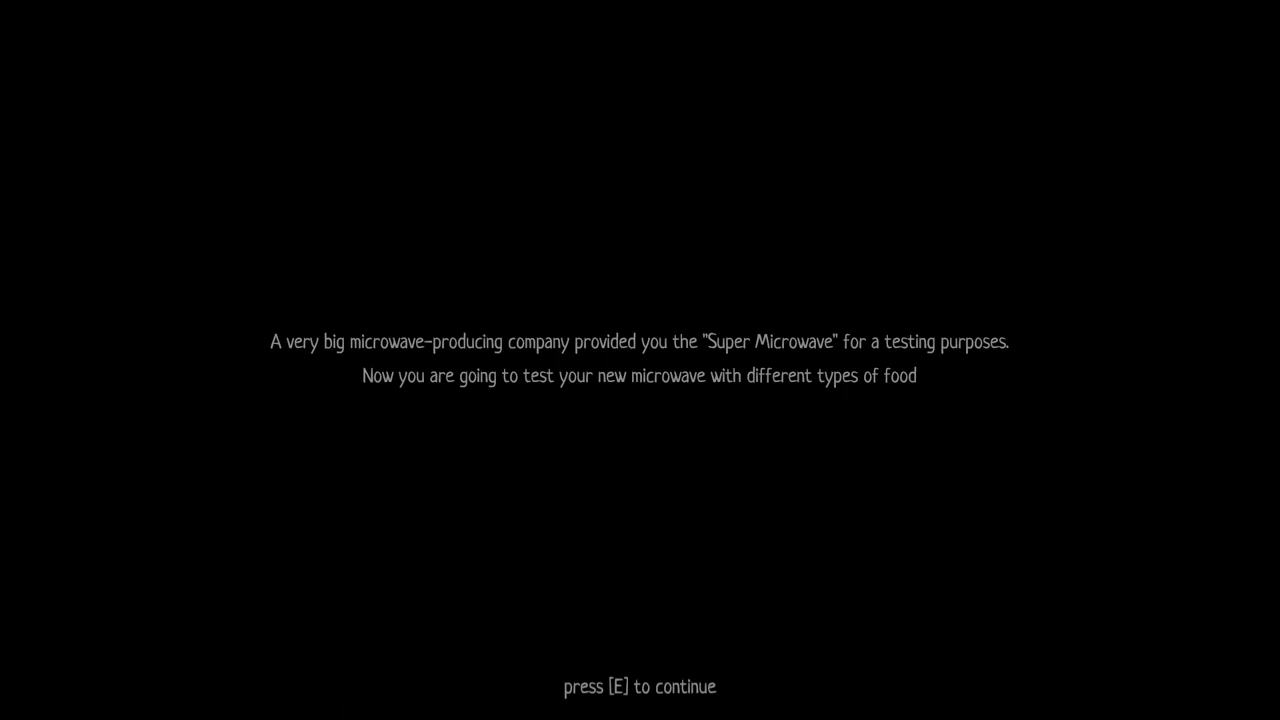 A very big microwave-producing company provided you the "Super Microwave" for a testing purposes.
Now you are going to test your new microwave with different types of food
press [E] to continue